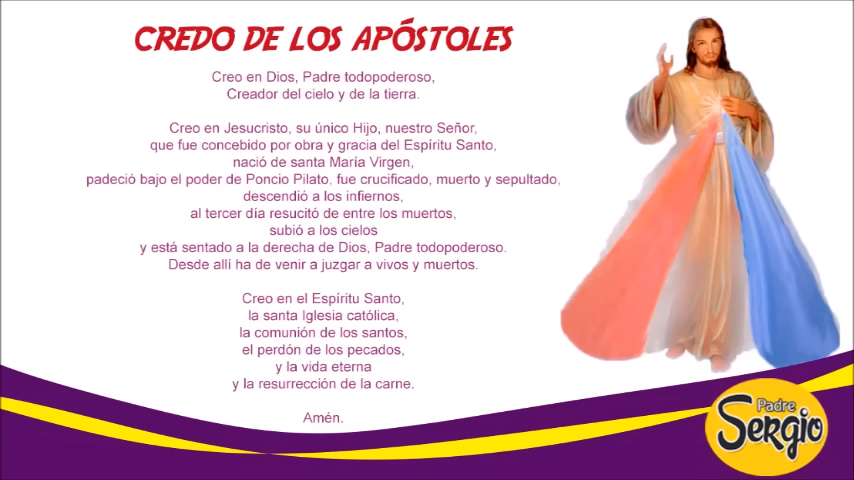 CREDO DE LOS APÓSTOLES
Creo en Dios, Padre todopoderoso,
Creador del cielo y de la tierra.
Creo en Jesucristo, su único Hijo, nuestro Señor,
que fue concebido por obra y gracia del Espíritu Santo,
nació de santa María Virgen,
padeció bajo el poder de Poncio Pilato, fue crucificado, muerto y sepultado,
descendió a los infiernos,
al tercer día resucitó de entre los muertos,
subió a los cielos
y está sentado a la derecha de Dios, Padre todopoderoso.
Desde allí ha de venir a juzgar a vivos y muertos.
Creo en el Espíritu Santo,
la santa Iglesia católica,
la comunión de los santos,
el perdón de los pecados,
y la vida eterna
y la resurrección de la carne.
Amén.
Padre
Sergio